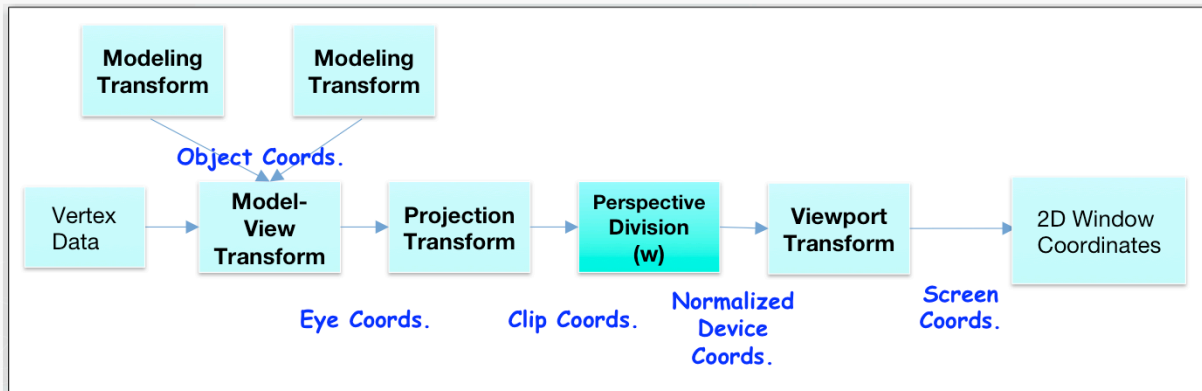 Modeling
Transform
Modeling
Transform
Object Coords.
Vertex
Data
Model-
View
Transform
Projection
Transform
Perspective
Division
(w)
Viewport
Transform
2D Window
Coordinates
Eye Coords.
Clip Coords.
Normalized
Device
Coords.
Screen
Coords.